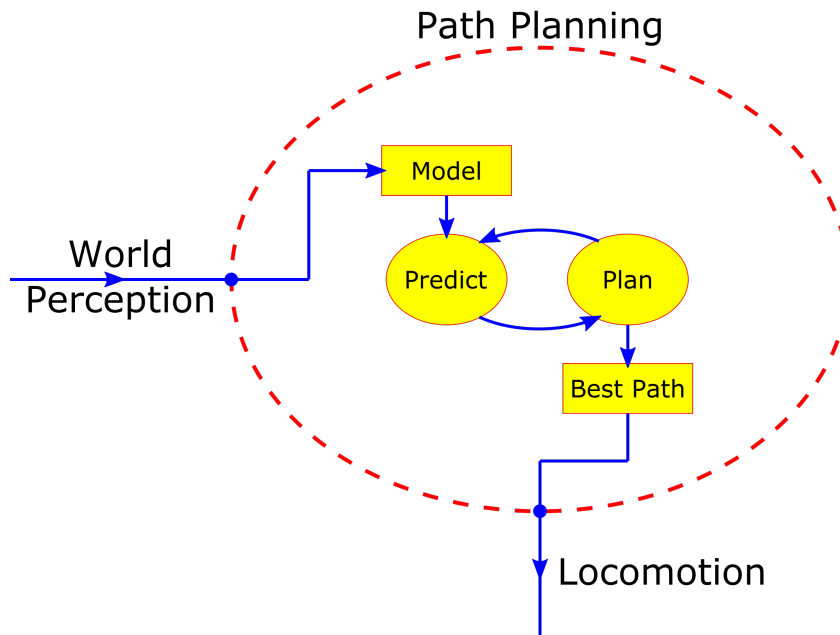 Path Planning
Model
World
Perception
Predict
Plan
Best Path
Locomotion